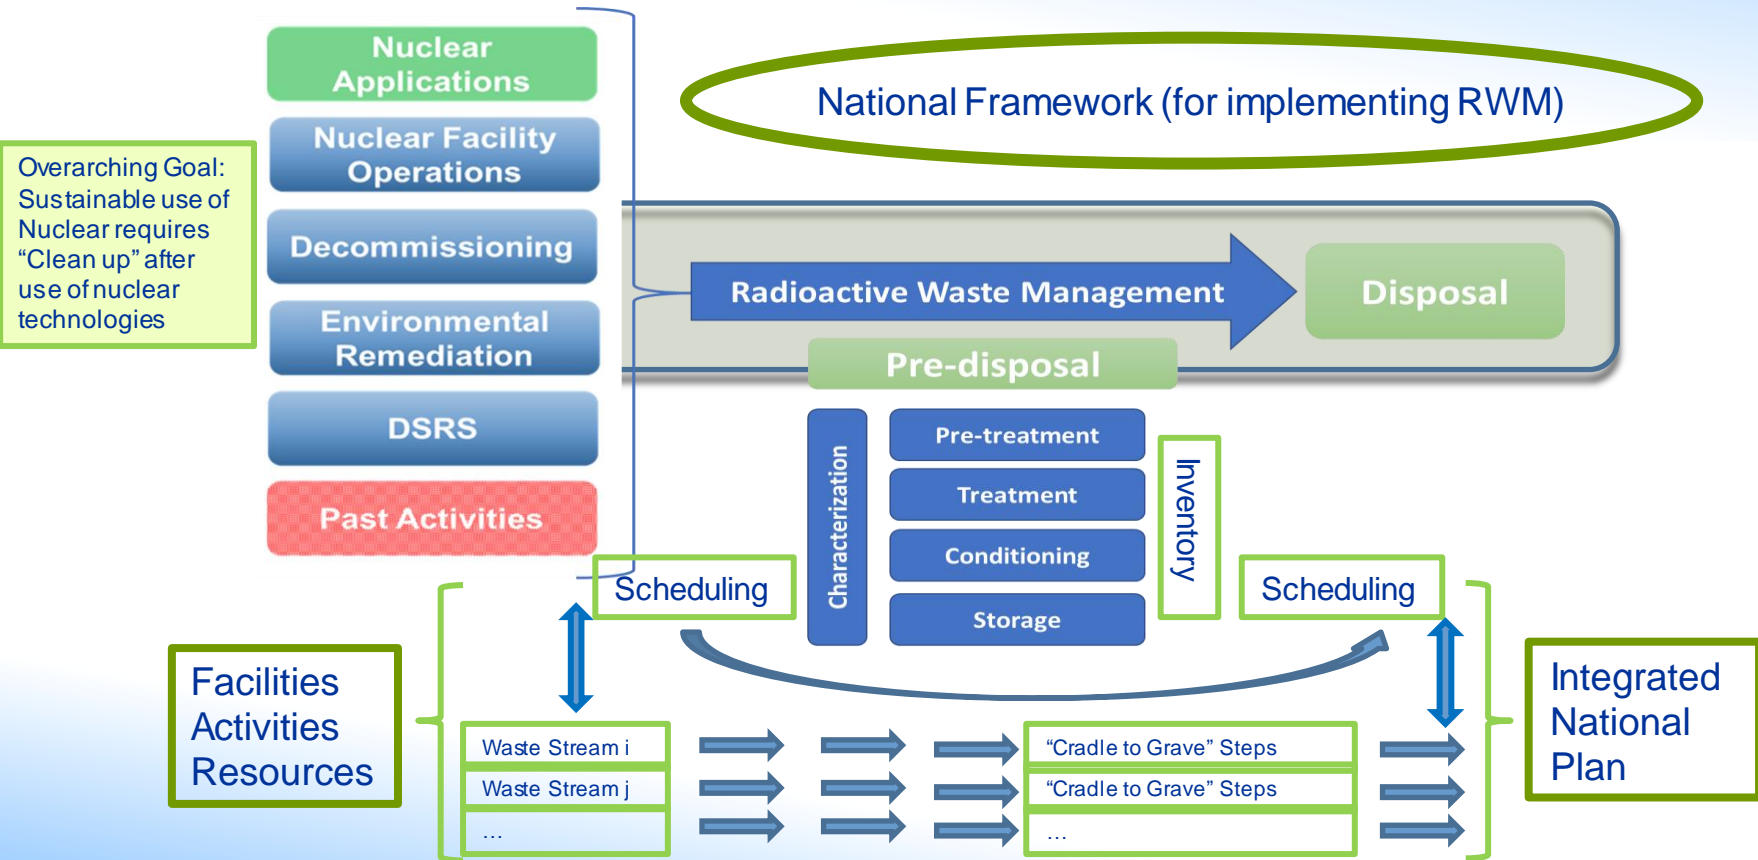 Nuclear
Applications
Nuclear Facility
Operations
Decommissioning
Environmental
Remediation
DSRS
Past Activities
Overarching Goal:
Sustainable use of
Nuclear requires
“Clean up” after
use of nuclear
technologies
National Framework (for implementing RWM)
Radioactive Waste Management
Disposal
Pre-disposal
Characterization
Pre-treatment
Treatment
Conditioning
Storage
Inventory
Scheduling
Scheduling
Facilities
Activities
Resources
Waste Stream i
“Cradle to Grave” Steps
Waste Stream j
“Cradle to Grave” Steps
…
…
Integrated
National
Plan